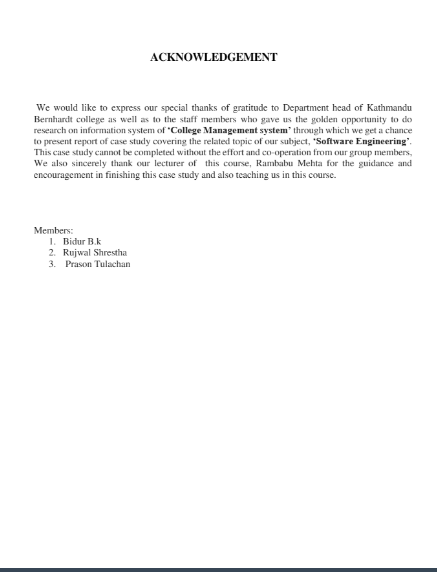 ACKNOWLEDGEMENT
We would like to express our special thanks of gratitude to Department head of Kathmandu
Bernhardt college as well as to the staff members who gave us the golden opportunity to do
research on information system of ‘College Management system’ through which we get a chance
to present report of case study covering the related topic of our subject, ‘Software Engineering’.
This case study cannot be completed without the effort and co-operation from our group members,
We also sincerely thank our lecturer of this course, Rambabu Mehta for the guidance and
encouragement in finishing this case study and also teaching us in this course.
Members:
1. Bidur B.k
2. Rujwal Shrestha
3. Prason Tulachan